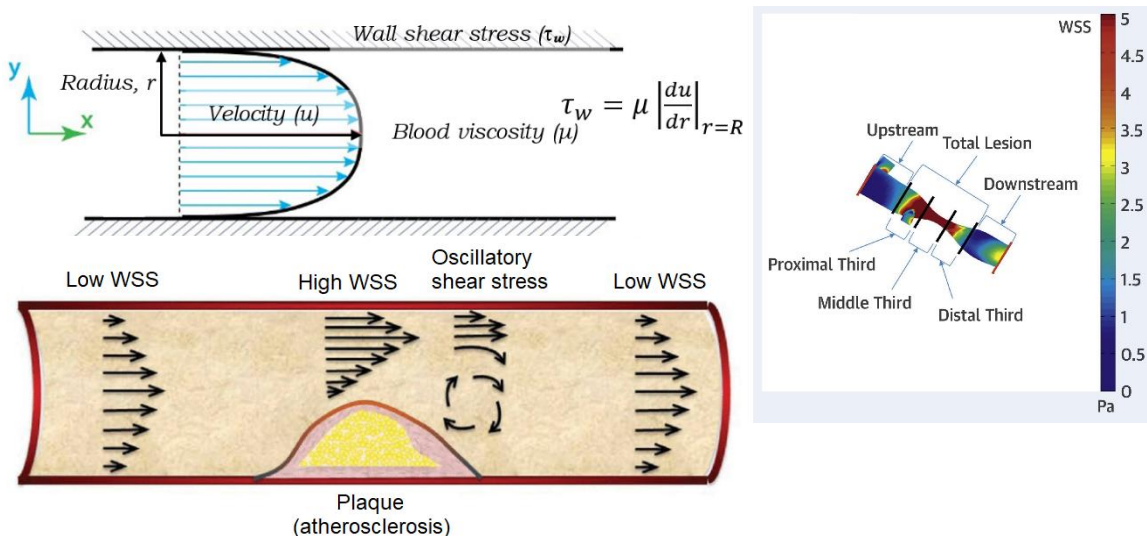 Wall shear stress (τw)
y
x
Radius, r
Velocity (u)
Blood viscosity (μ)
τw = μ |du/dr|r=R
Low WSS
High WSS
Oscillatory
shear stress
Low WSS
Plaque
(atherosclerosis)
Upstream
Total Lesion
Downstream
Proximal Third
Middle Third
Distal Third
WSS
5
4.5
4
3.5
3
2.5
2
1.5
1
0.5
0
Pa